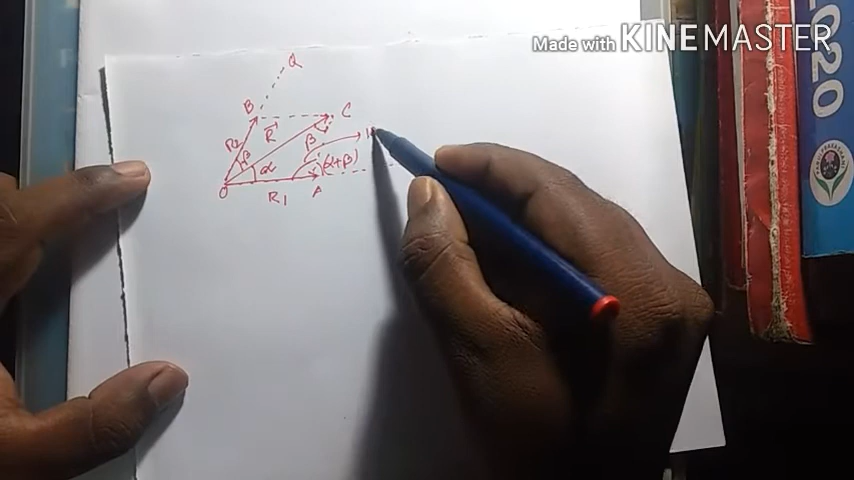 Made with KINEMASTER
2020
Q
B
C
R⃗
R2
β
β
α
(α+β)
O
R1
A